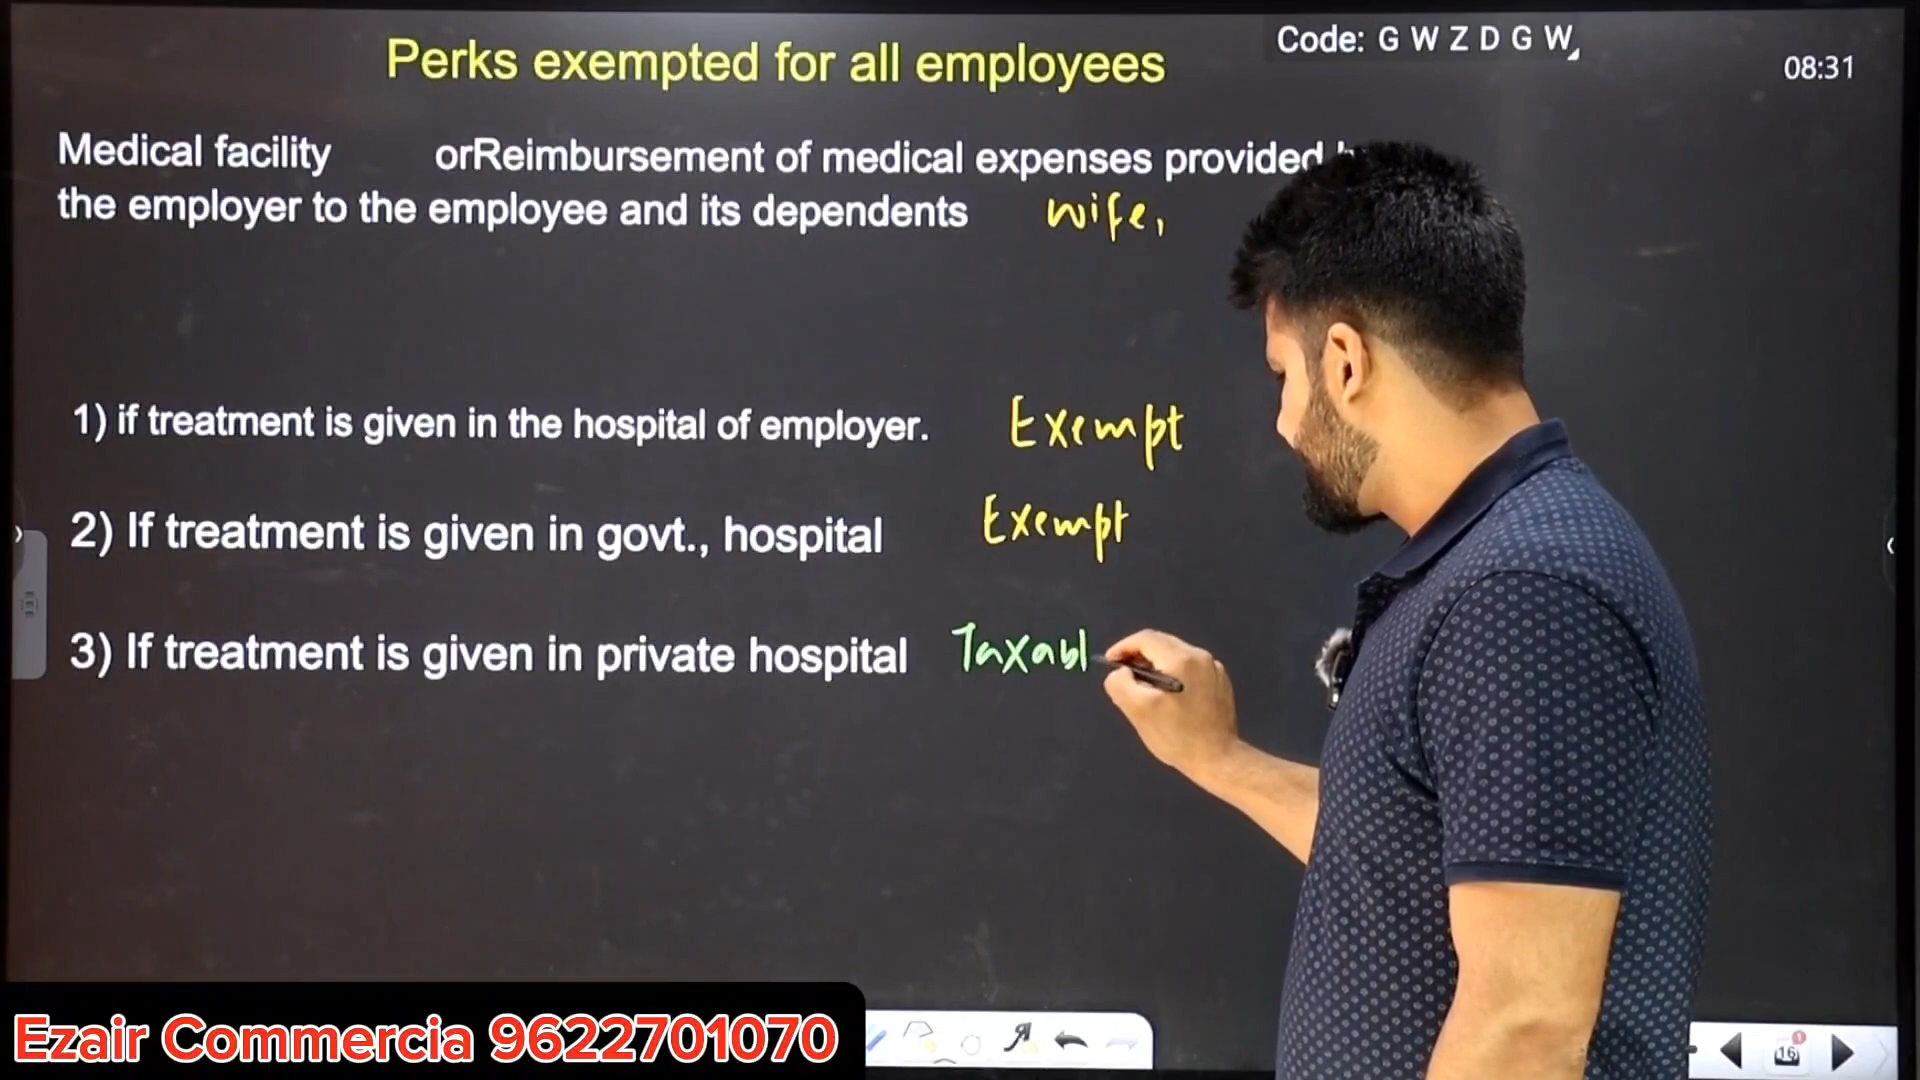 Code: G W Z D G W
Perks exempted for all employees
08:31
Medical facility orReimbursement of medical expenses provided
the employer to the employee and its dependents wife,
1) if treatment is given in the hospital of employer. Exempt
2) If treatment is given in govt., hospital Exempt
3) If treatment is given in private hospital Taxabl
Ezair Commercia 9622701070
16
1